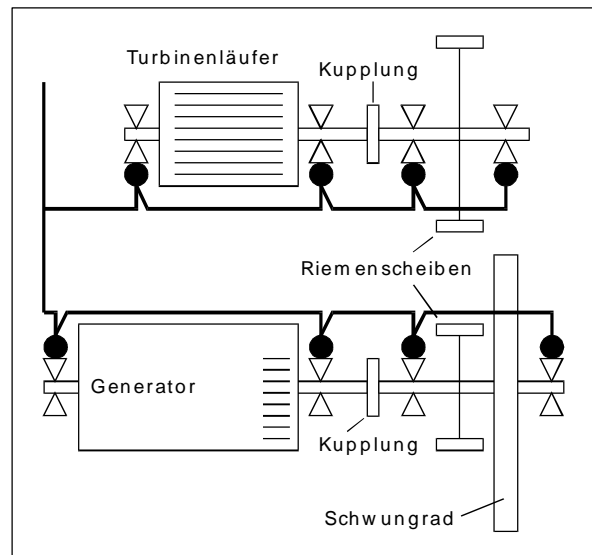 Turbinenläufer
Kupplung
Riemenscheiben
Generator
Kupplung
Schwungrad